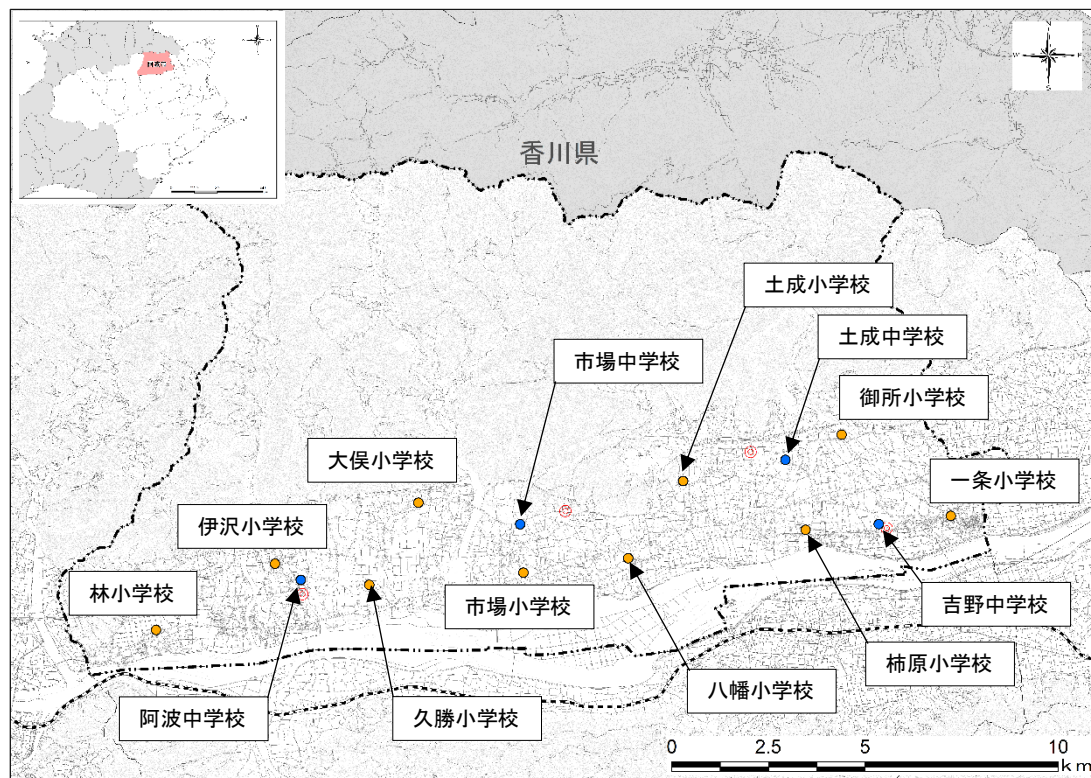 阿波市
N
W
E
S
香川県
土成小学校
土成中学校
市場中学校
御所小学校
大俣小学校
一条小学校
伊沢小学校
林小学校
市場小学校
吉野中学校
柿原小学校
八幡小学校
阿波中学校
久勝小学校
0 2.5 5 10
km